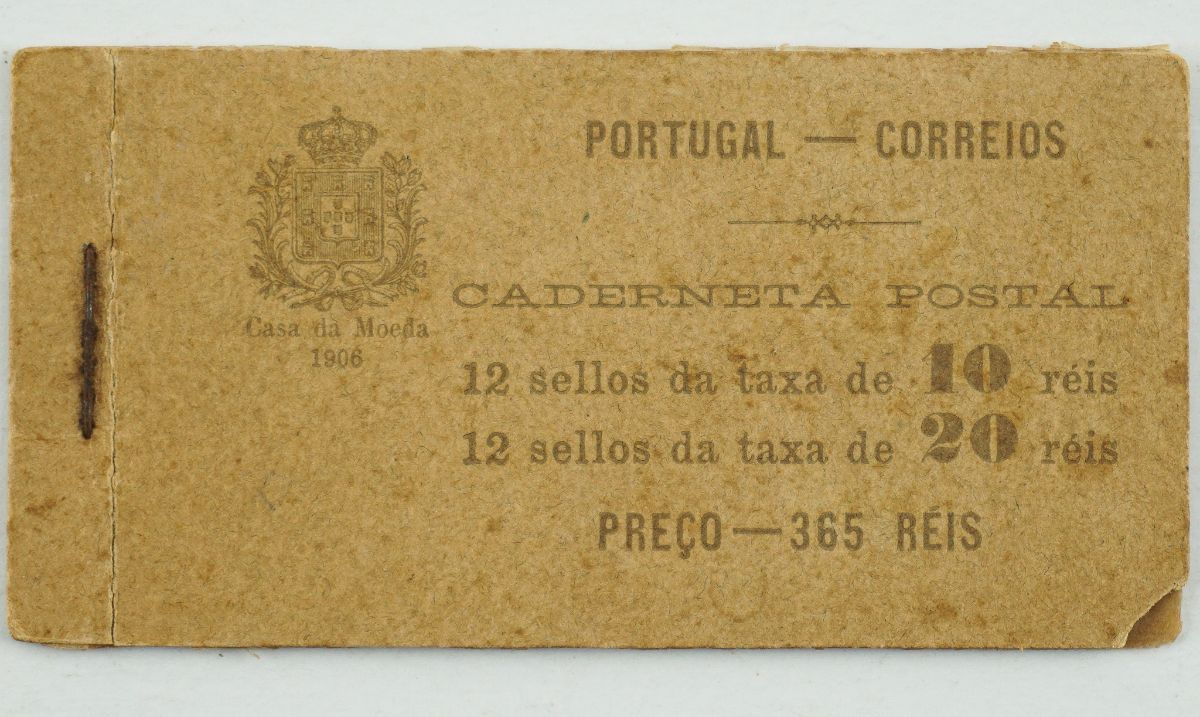 PORTUGAL — CORREIOS
Casa da Moeda
1906
CADERNETA POSTAL
12 sellos da taxa de 10 réis
12 sellos da taxa de 20 réis
PREÇO — 365 RÉIS